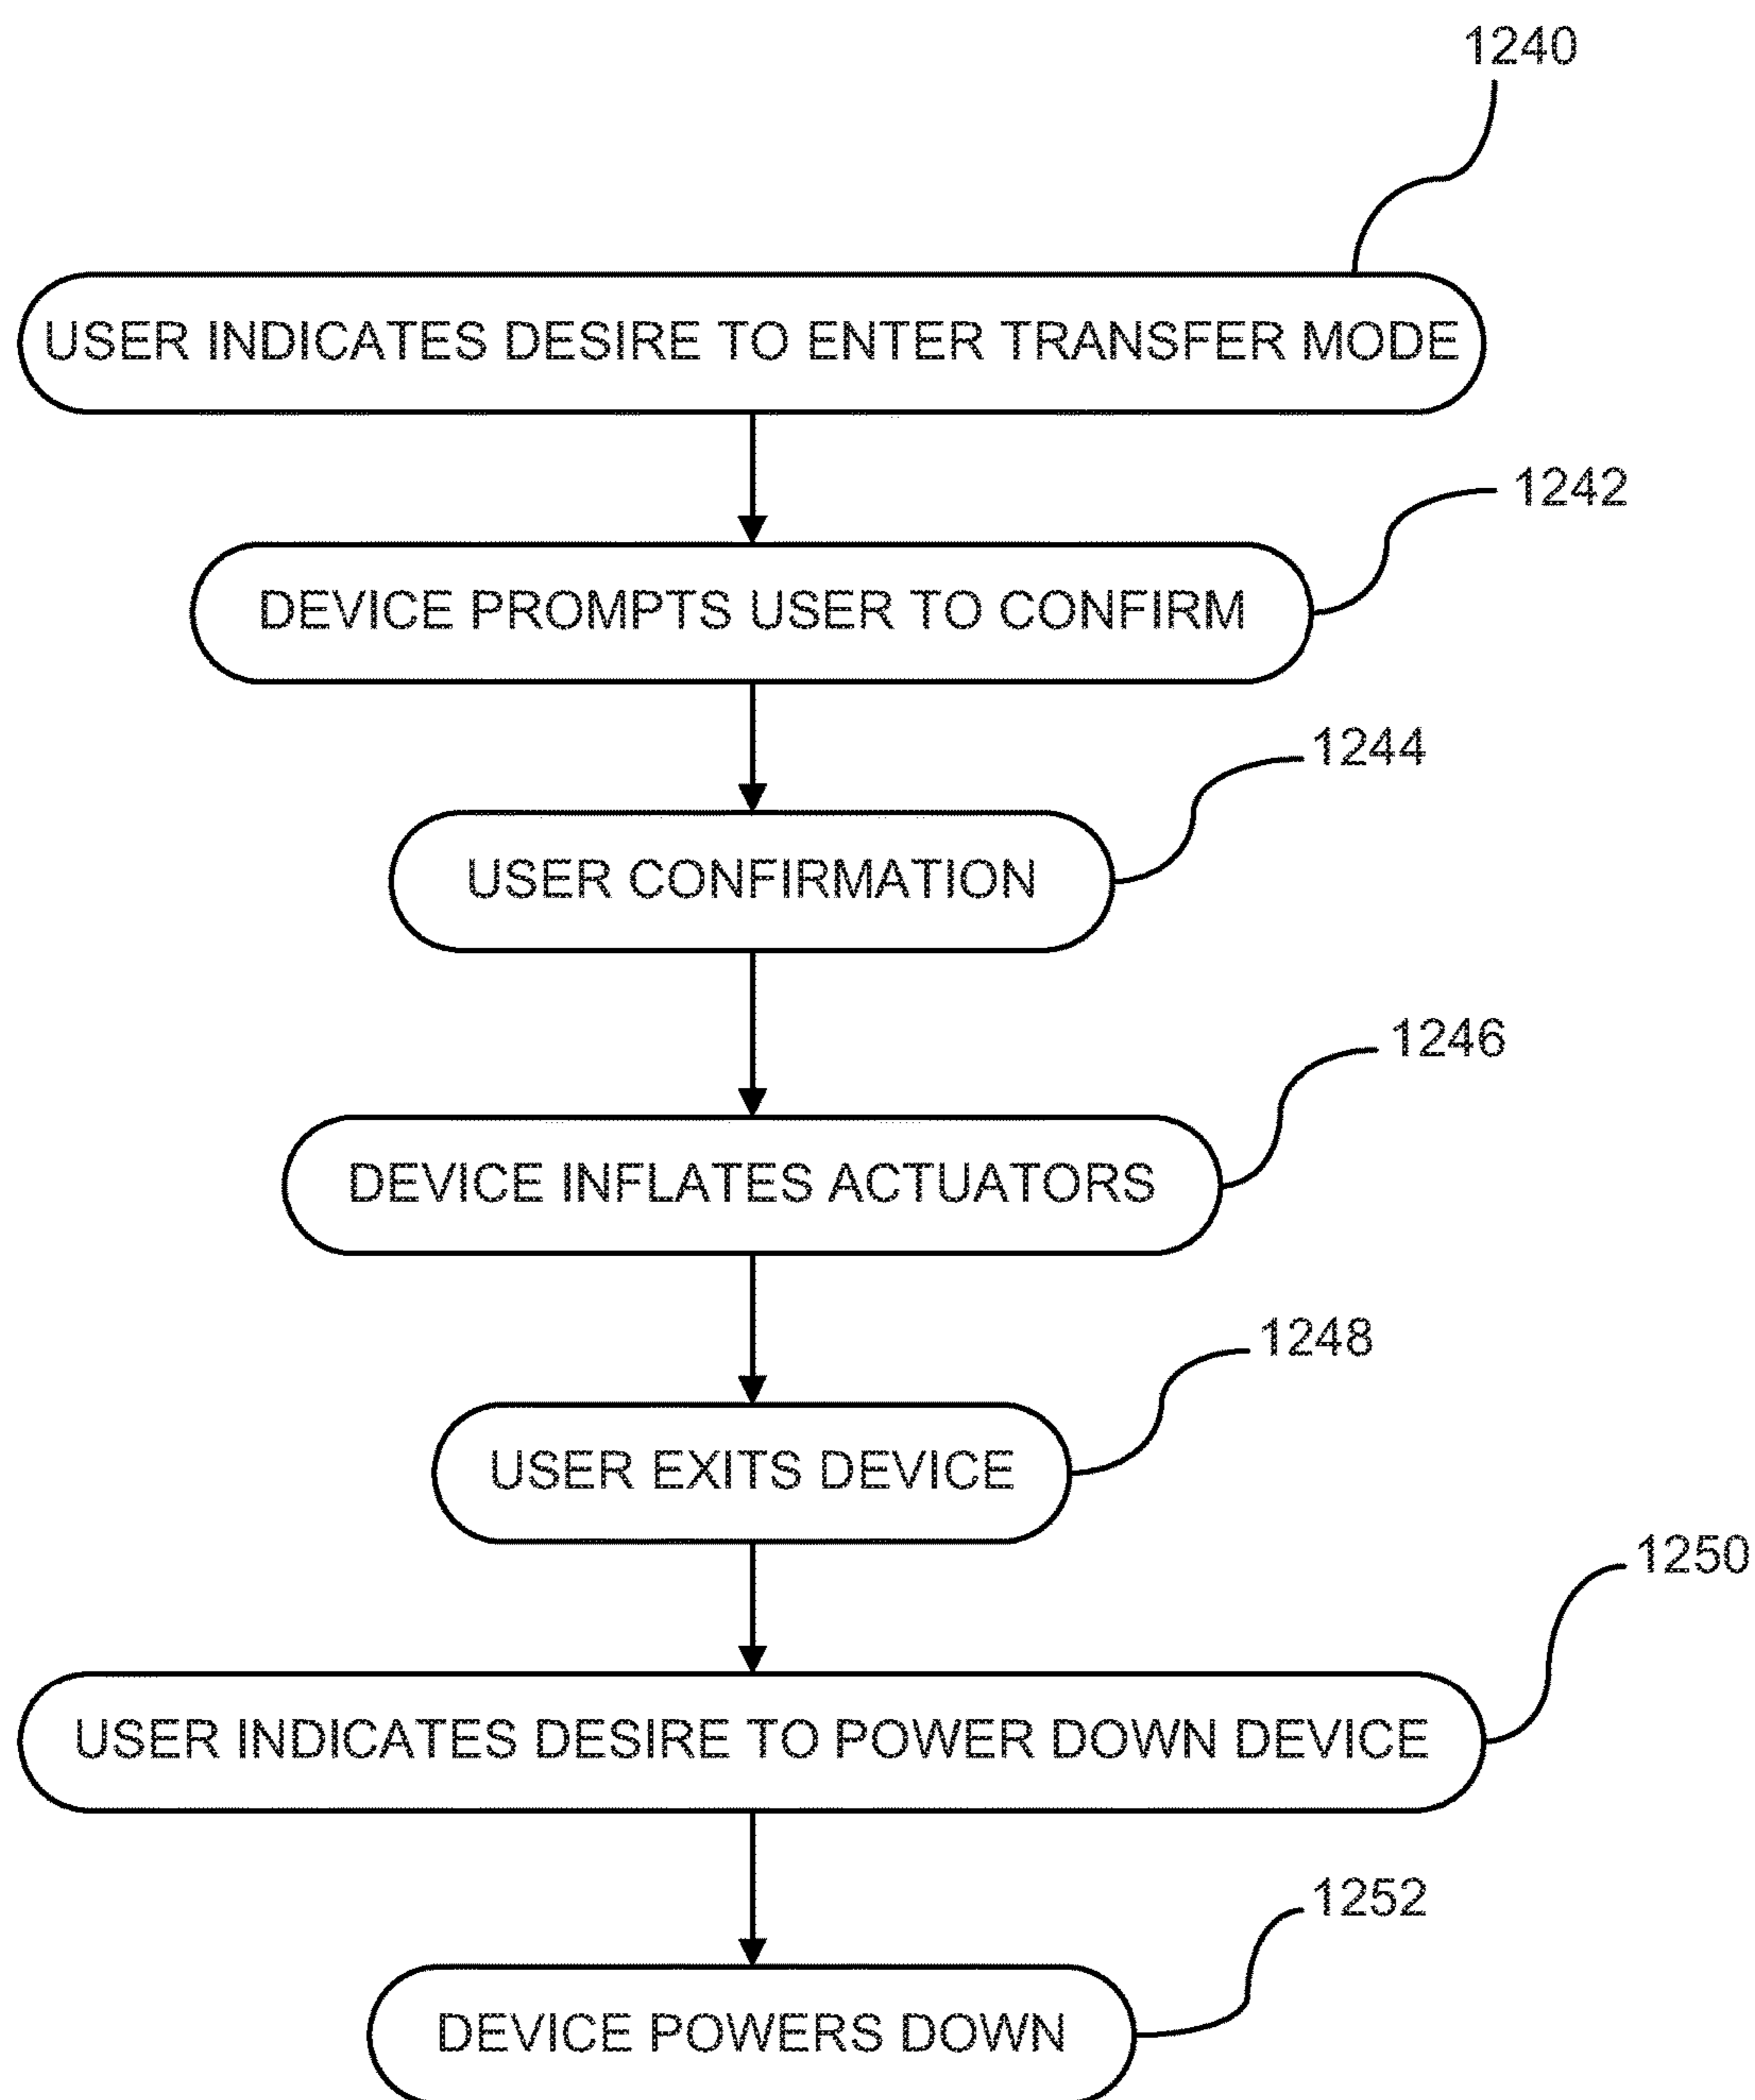 1240
USER INDICATES DESIRE TO ENTER TRANSFER MODE
1242
DEVICE PROMPTS USER TO CONFIRM
1244
USER CONFIRMATION
1246
DEVICE INFLATES ACTUATORS
1248
USER EXITS DEVICE
1250
USER INDICATES DESIRE TO POWER DOWN DEVICE
1252
DEVICE POWERS DOWN